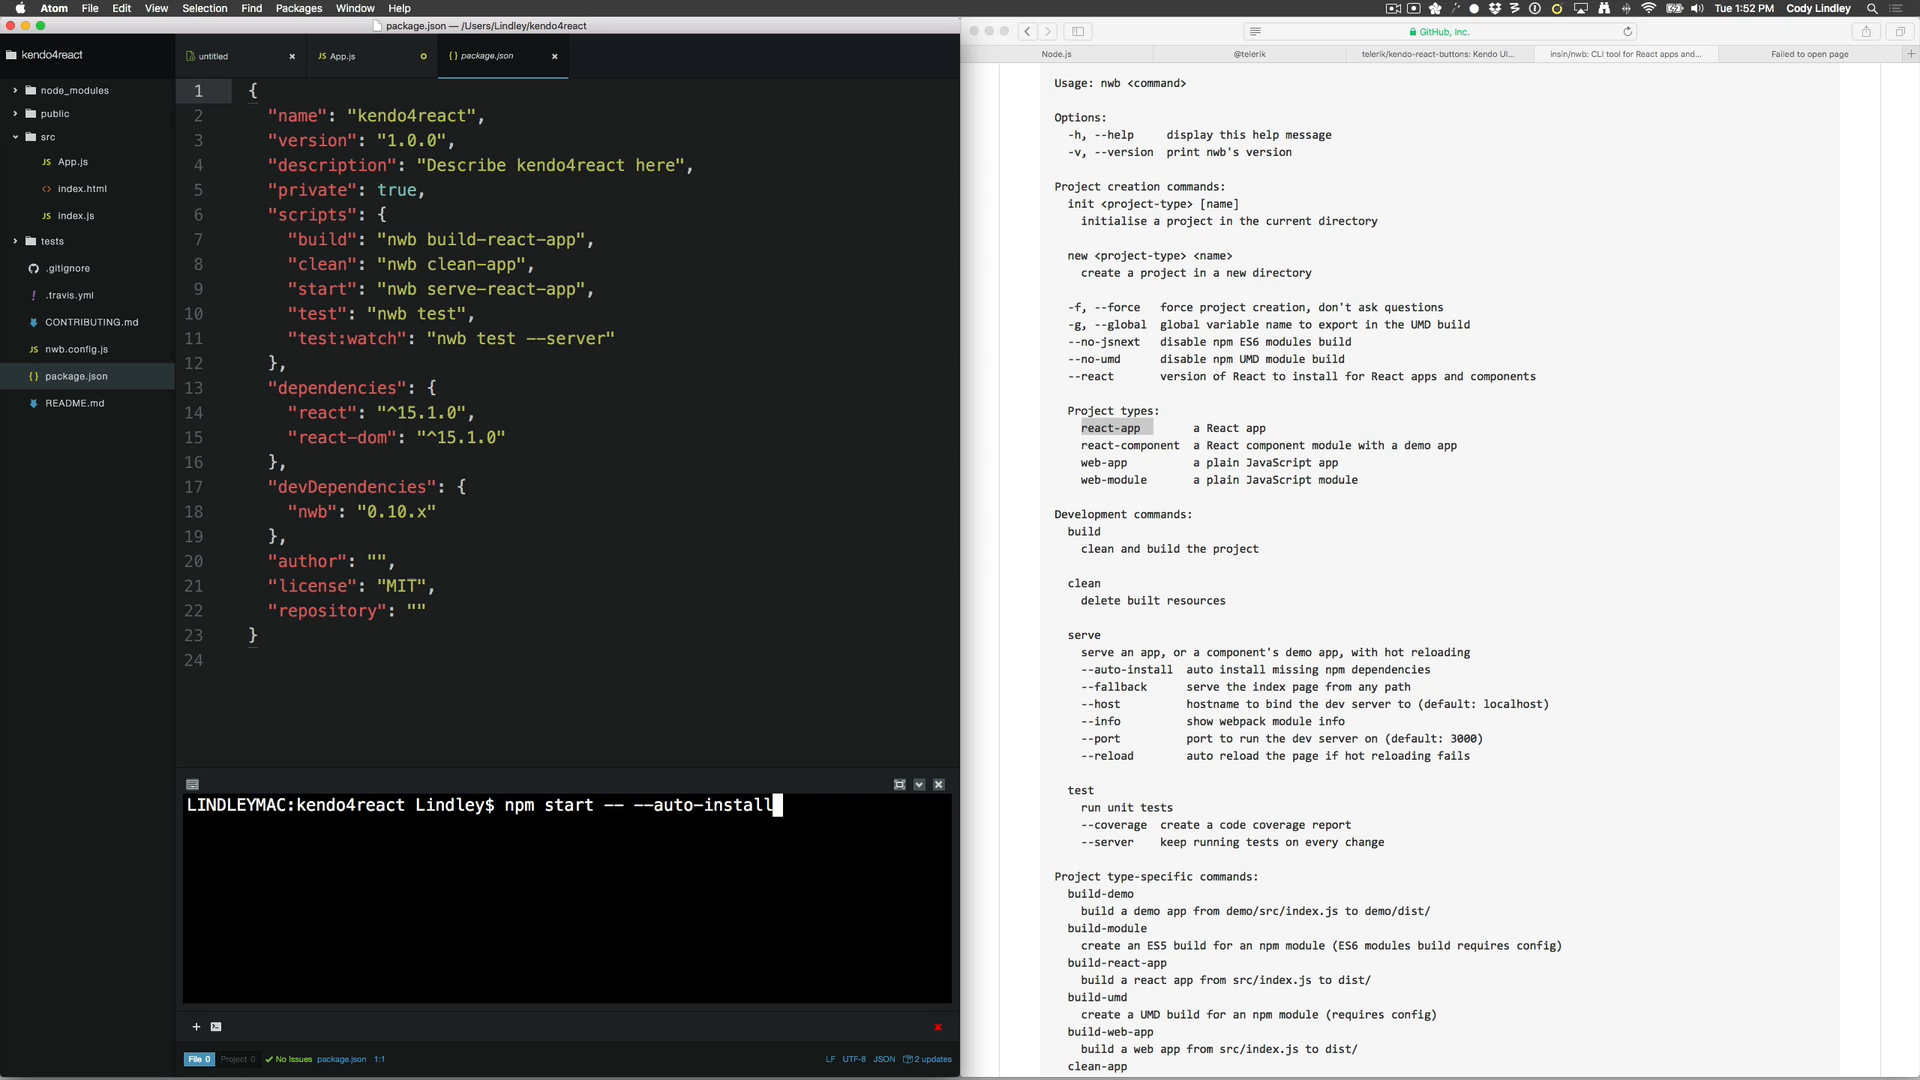 Atom File Edit View Selection Find Packages Window Help
Tue 1:52 PM Cody Lindley
package.json — /Users/Lindley/kendo4react
kendo4react
node_modules
public
src
App.js
index.html
index.js
tests
.gitignore
.travis.yml
CONTRIBUTING.md
nwb.config.js
package.json
README.md
untitled
App.js
package.json
1 {
2 "name": "kendo4react",
3 "version": "1.0.0",
4 "description": "Describe kendo4react here",
5 "private": true,
6 "scripts": {
7 "build": "nwb build-react-app",
8 "clean": "nwb clean-app",
9 "start": "nwb serve-react-app",
10 "test": "nwb test",
11 "test:watch": "nwb test --server"
12 },
13 "dependencies": {
14 "react": "^15.1.0",
15 "react-dom": "^15.1.0"
16 },
17 "devDependencies": {
18 "nwb": "0.10.x"
19 },
20 "author": "",
21 "license": "MIT",
22 "repository": ""
23 }
24
LINDLEYMAC:kendo4react Lindley$ npm start -- --auto-install
File 0 Project 0 No Issues package.json 1:1
LF UTF-8 JSON 2 updates
GitHub, Inc.
Node.js
@telerik
telerik/kendo-react-buttons: Kendo UI...
insin/nwb: CLI tool for React apps and...
Failed to open page
Usage: nwb <command>
Options:
-h, --help display this help message
-v, --version print nwb's version
Project creation commands:
init <project-type> [name]
initialise a project in the current directory
new <project-type> <name>
create a project in a new directory
-f, --force force project creation, don't ask questions
-g, --global global variable name to export in the UMD build
--no-jsnext disable npm ES6 modules build
--no-umd disable npm UMD module build
--react version of React to install for React apps and components
Project types:
react-app a React app
react-component a React component module with a demo app
web-app a plain JavaScript app
web-module a plain JavaScript module
Development commands:
build
clean and build the project
clean
delete built resources
serve
serve an app, or a component's demo app, with hot reloading
--auto-install auto install missing npm dependencies
--fallback serve the index page from any path
--host hostname to bind the dev server to (default: localhost)
--info show webpack module info
--port port to run the dev server on (default: 3000)
--reload auto reload the page if hot reloading fails
test
run unit tests
--coverage create a code coverage report
--server keep running tests on every change
Project type-specific commands:
build-demo
build a demo app from demo/src/index.js to demo/dist/
build-module
create an ES5 build for an npm module (ES6 modules build requires config)
build-react-app
build a react app from src/index.js to dist/
build-umd
create a UMD build for an npm module (requires config)
build-web-app
build a web app from src/index.js to dist/
clean-app